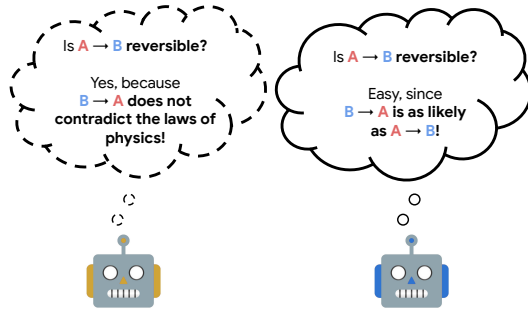 Is A → B reversible?
Yes, because
B → A does not
contradict the laws of
physics!
Is A → B reversible?
Easy, since
B → A is as likely
as A → B!